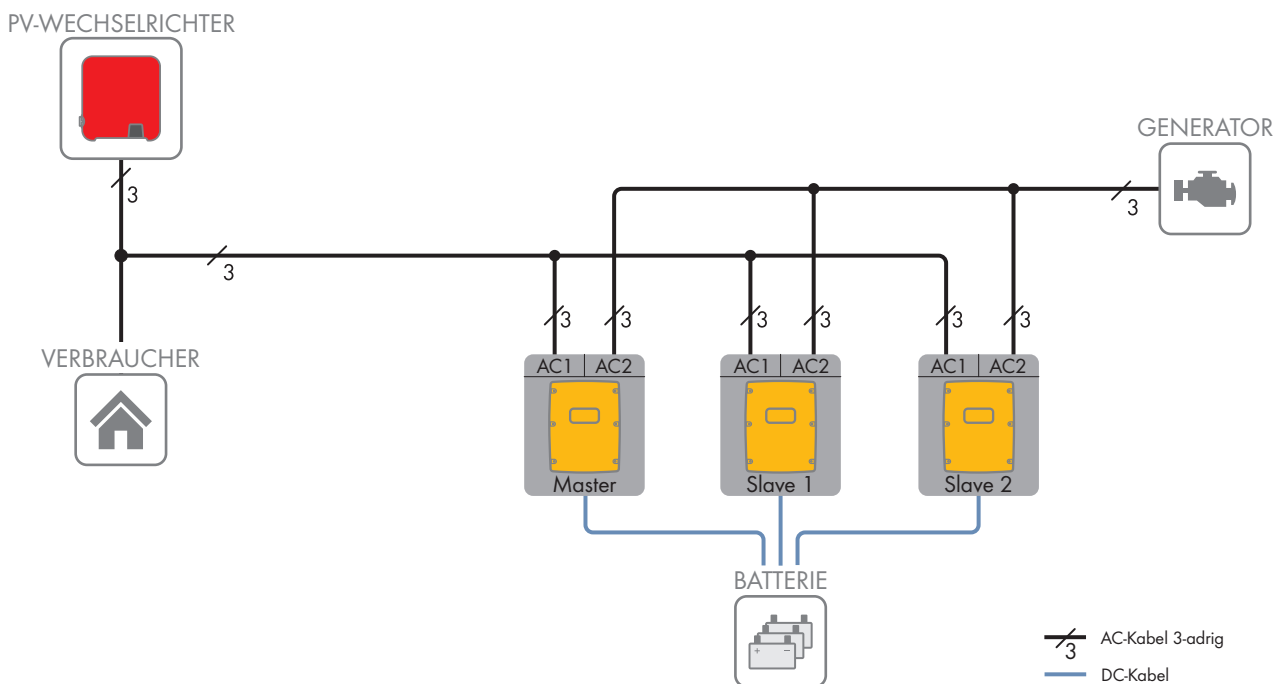 PV-WECHSELRICHTER
3
GENERATOR
3
3
3
3
3
3
3
3
VERBRAUCHER
AC1 AC2
AC1 AC2
AC1 AC2
Master
Slave 1
Slave 2
BATTERIE
+ −
3 AC-Kabel 3-adrig
DC-Kabel